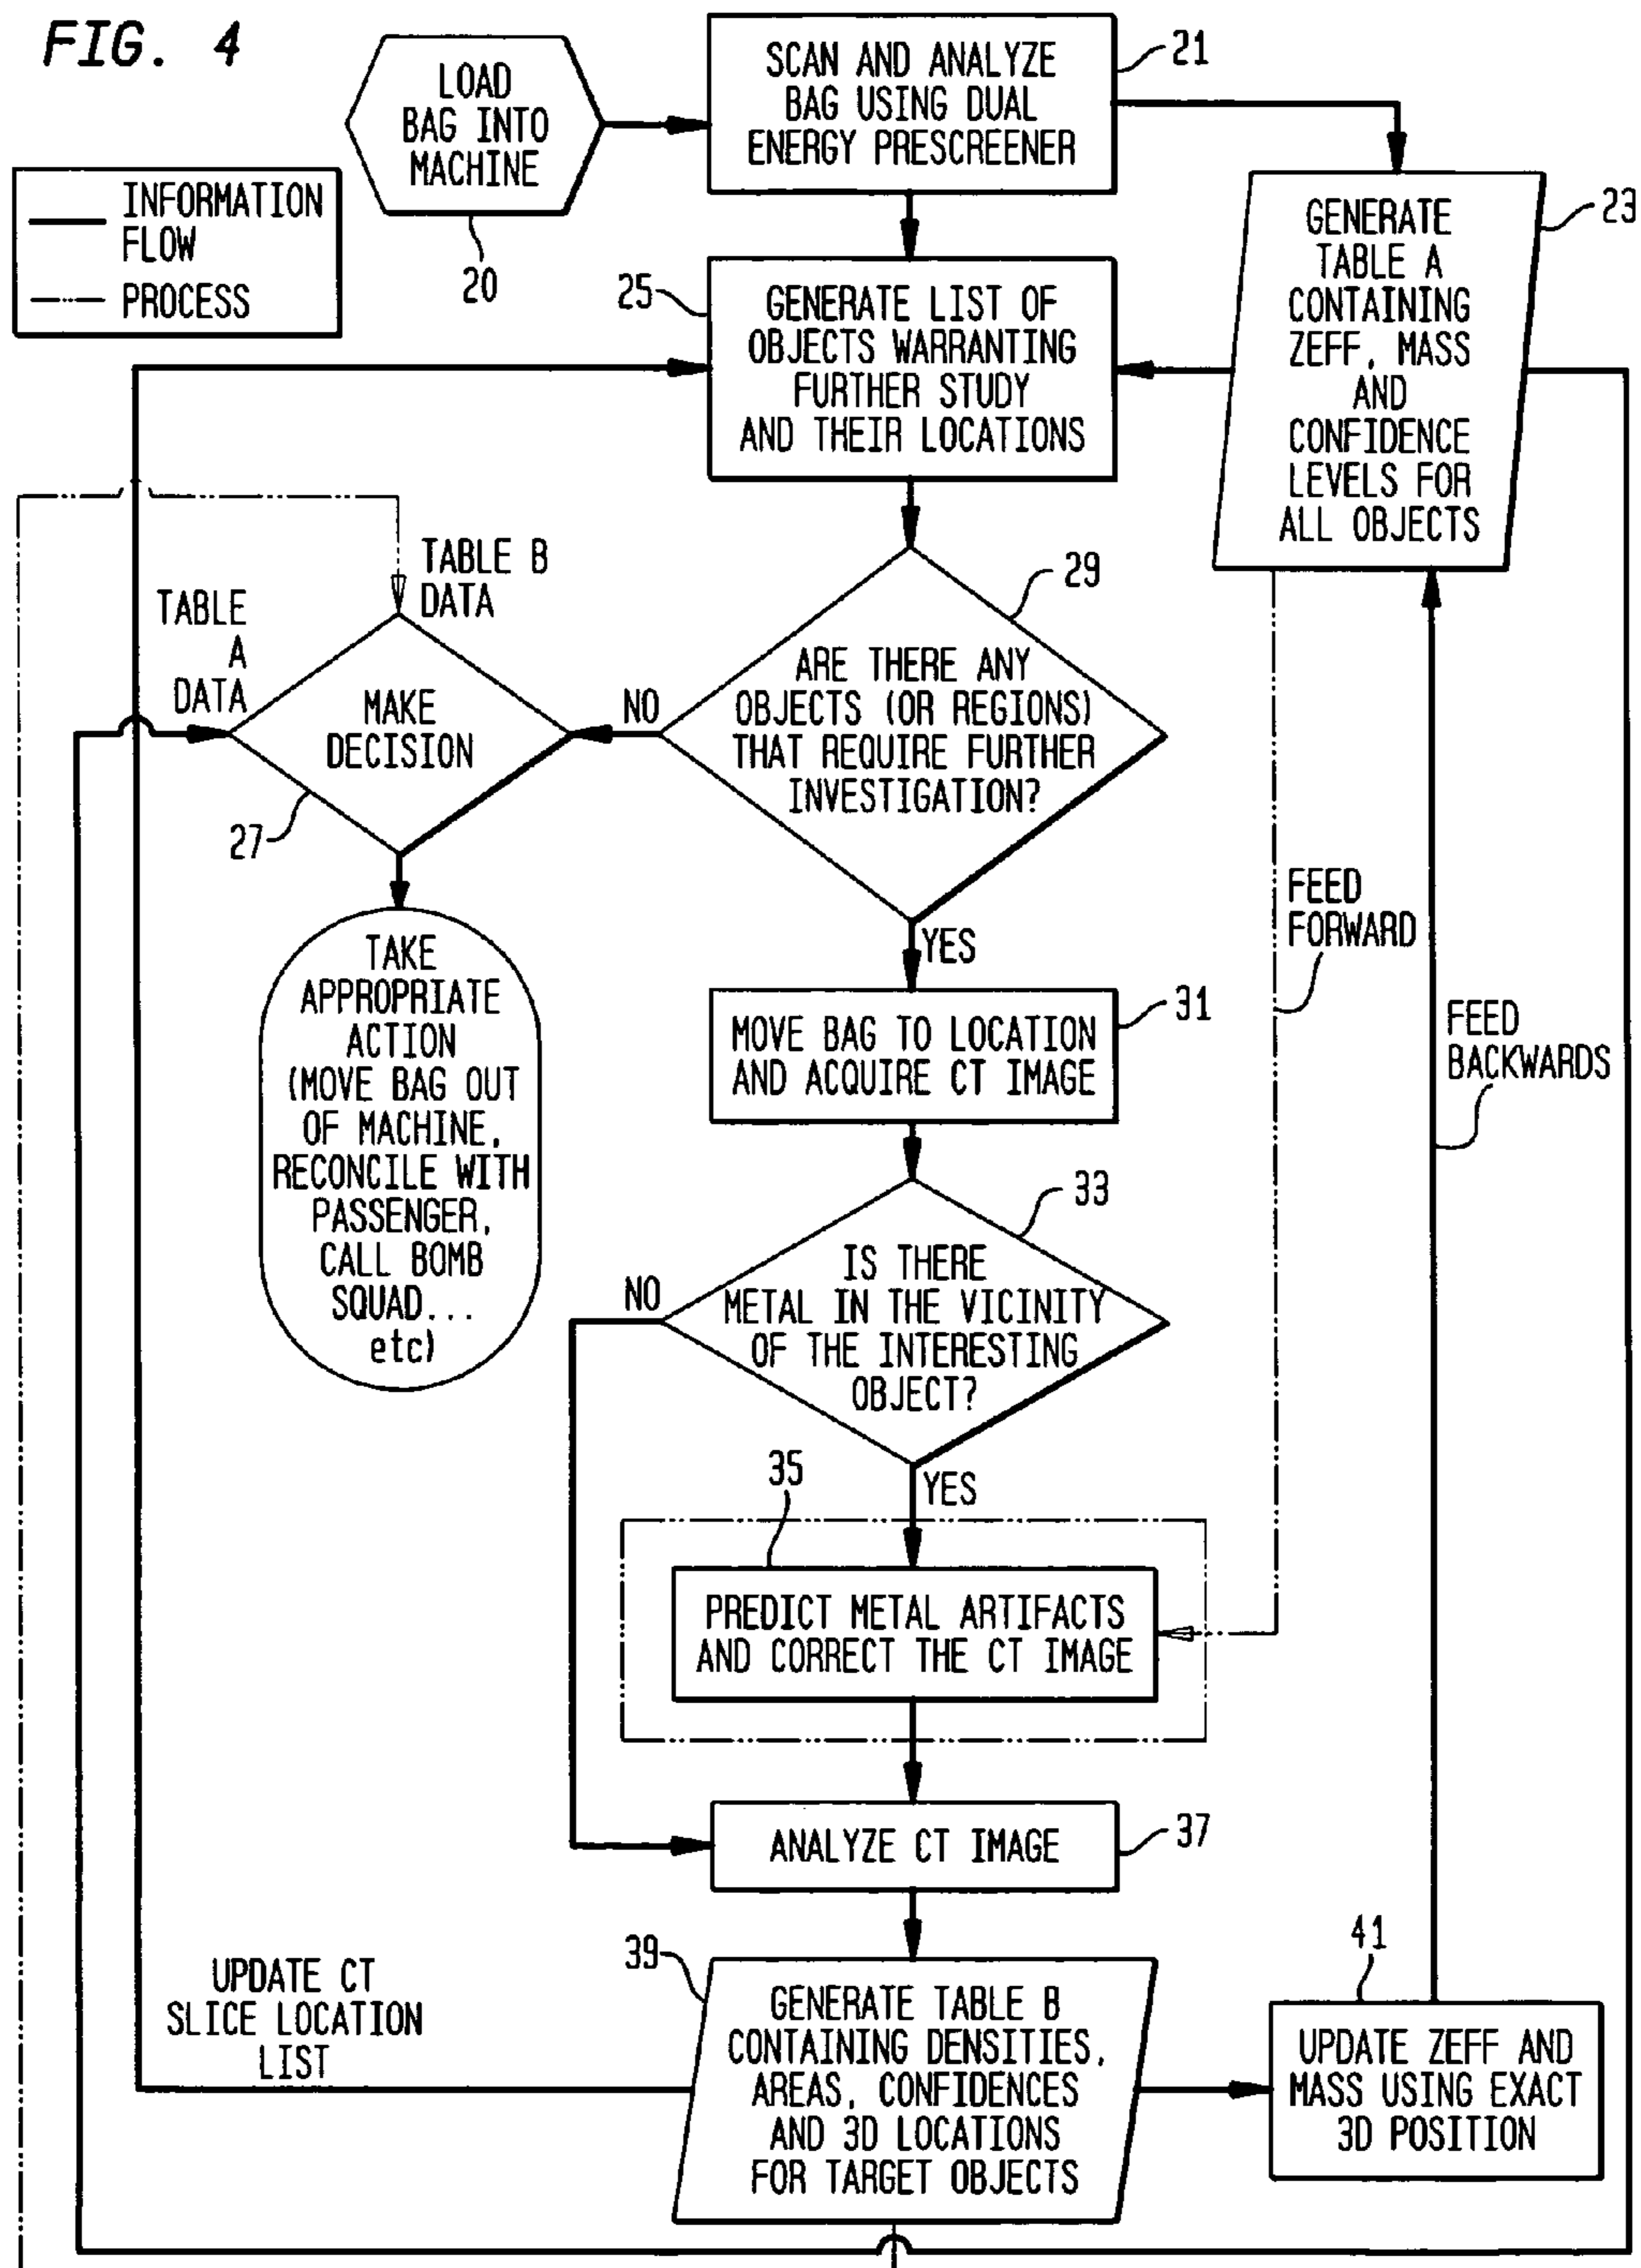 FIG. 4
LOAD
BAG INTO
MACHINE
20
SCAN AND ANALYZE
BAG USING DUAL
ENERGY PRESCREENER
21
INFORMATION
FLOW
PROCESS
GENERATE
TABLE A
CONTAINING
ZEFF, MASS
AND
CONFIDENCE
LEVELS FOR
ALL OBJECTS
23
25
GENERATE LIST OF
OBJECTS WARRANTING
FURTHER STUDY
AND THEIR LOCATIONS
TABLE B
DATA
TABLE
A
DATA
MAKE
DECISION
27
NO
29
ARE THERE ANY
OBJECTS (OR REGIONS)
THAT REQUIRE FURTHER
INVESTIGATION?
YES
FEED
FORWARD
FEED
BACKWARDS
TAKE
APPROPRIATE
ACTION
(MOVE BAG OUT
OF MACHINE,
RECONCILE WITH
PASSENGER,
CALL BOMB
SQUAD...
etc)
MOVE BAG TO LOCATION
AND ACQUIRE CT IMAGE
31
33
IS THERE
METAL IN THE VICINITY
OF THE INTERESTING
OBJECT?
NO
YES
35
PREDICT METAL ARTIFACTS
AND CORRECT THE CT IMAGE
ANALYZE CT IMAGE
37
39
GENERATE TABLE B
CONTAINING DENSITIES,
AREAS, CONFIDENCES
AND 3D LOCATIONS
FOR TARGET OBJECTS
UPDATE CT
SLICE LOCATION
LIST
41
UPDATE ZEFF AND
MASS USING EXACT
3D POSITION